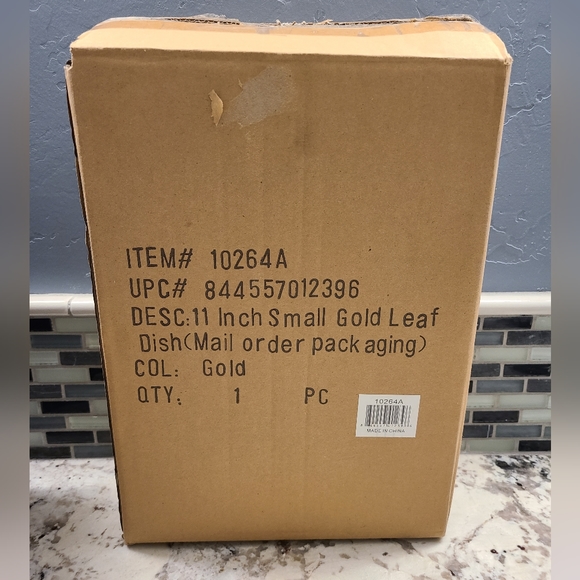 ITEM# 10264A
UPC# 844557012396
DESC:11 Inch Small Gold Leaf
Dish(Mail order packaging)
COL: Gold
QTY: 1 PC
10264A
MADE IN CHINA